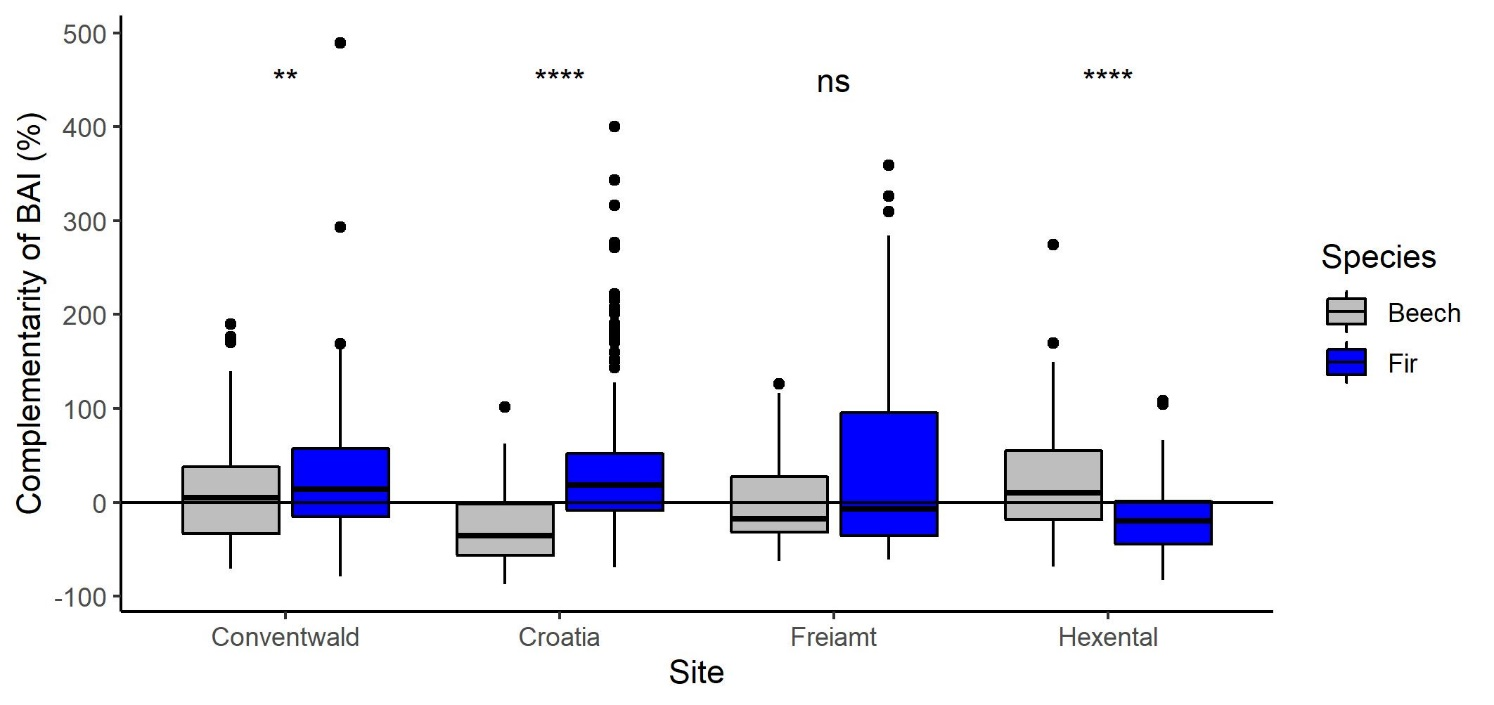 Complementarity of BAI (%)
500
400
300
200
100
0
-100
**
****
ns
****
Conventwald
Croatia
Freiamt
Hexental
Site
Species
Beech
Fir